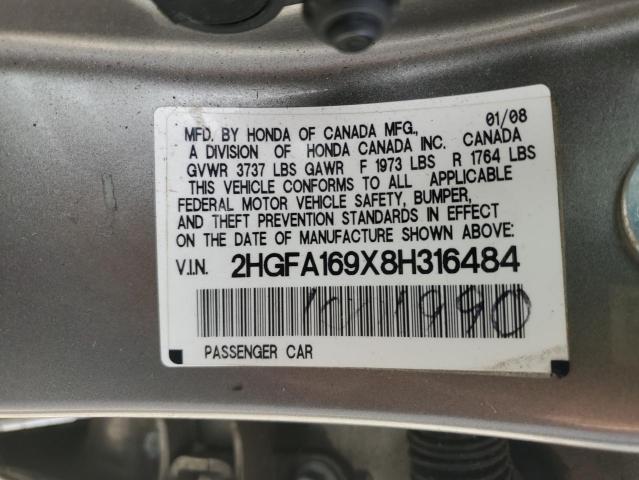 01/08
MFD. BY HONDA OF CANADA MFG.,
A DIVISION OF HONDA CANADA INC. CANADA
GVWR 3737 LBS GAWR F 1973 LBS R 1764 LBS
THIS VEHICLE CONFORMS TO ALL APPLICABLE
FEDERAL MOTOR VEHICLE SAFETY, BUMPER,
AND THEFT PREVENTION STANDARDS IN EFFECT
ON THE DATE OF MANUFACTURE SHOWN ABOVE:
V.I.N. 2HGFA169X8H316484
PASSENGER CAR